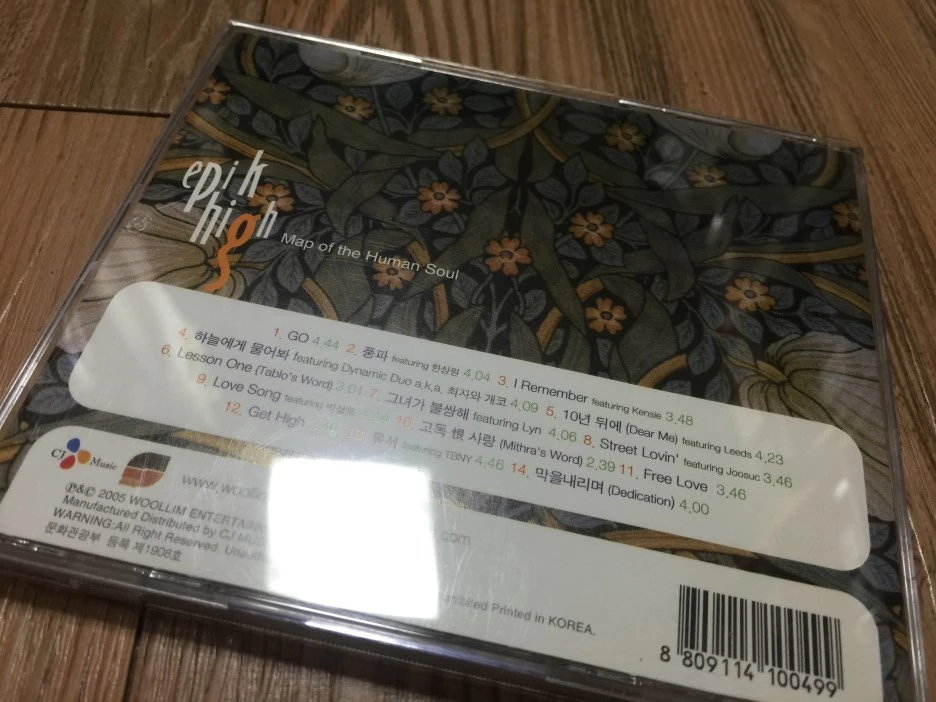 epik
high
Map of the Human Soul
1. GO 4.44 2. 풍파 featuring 한상원 4.04 3. I Remember featuring Kensie 3.48
4. 하늘에게 물어봐 featuring Dynamic Duo a.k.a. 최자와 개코 4.09 5. 10년 뒤에 (Dear Me) featuring Leeds 4.23
6. Lesson One (Tablo's Word) 3.01 7. 그녀가 불쌍해 featuring Lyn 4.06 8. Street Lovin' featuring Joosuc 3.46
9. Love Song featuring 10. 고독 恨 사랑 (Mithra's Word) 2.39 11. Free Love 3.46
12. Get High 유서 featuring TBNY 4.46 14. 막을내리며 (Dedication) 4.00
CJ Music www.woollim .com
℗&© 2005 WOOLLIM ENTERTAIN
Manufactured Distributed by CJ Mu
WARNING:All Right Reserved. Unauth hibited Printed in KOREA.
문화관광부 등록 제1908호
8 809114 100499